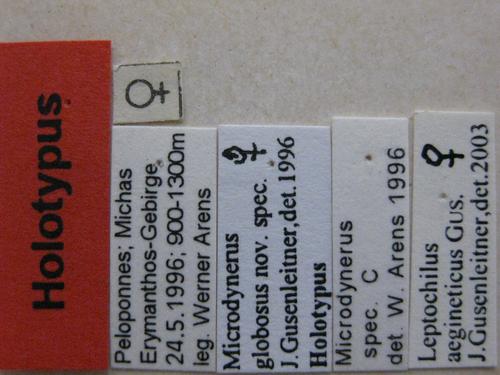 Holotypus
♀
Peloponnes; Michas
Erymanthos-Gebirge
24.5.1996; 900-1300m
leg. Werner Arens
♀
Microdynerus
globosus nov. spec.
J.Gusenleitner,det.1996
Holotypus
Microdynerus
spec. C
det. W. Arens 1996
♀
Leptochilus
aegineticus GUS.
J.Gusenleitner,det.2003